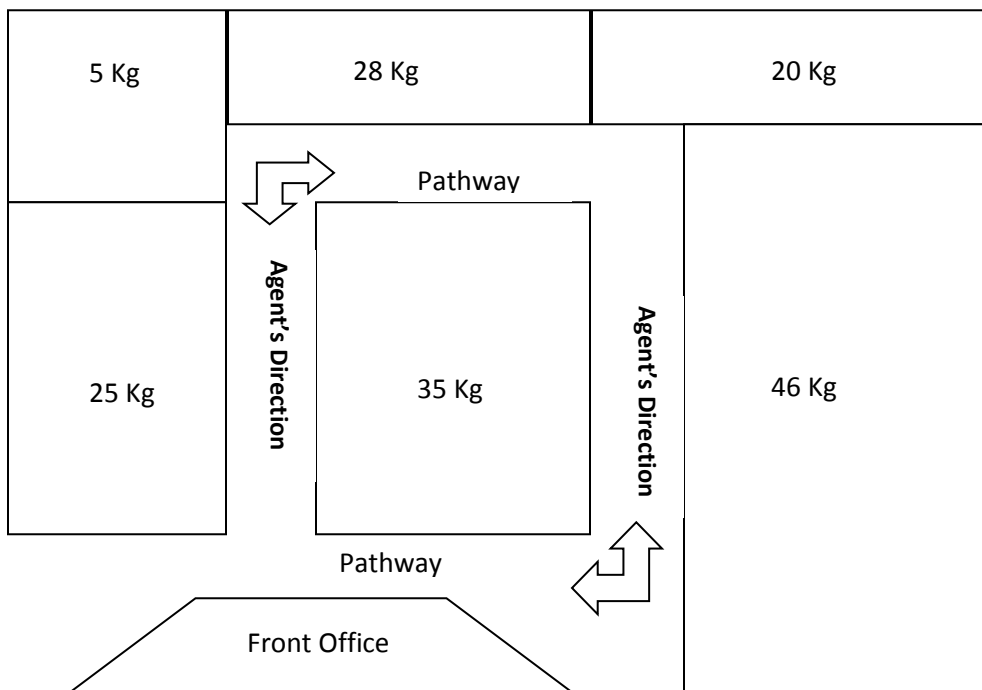 5 Kg
28 Kg
20 Kg
Pathway
Agent's Direction
Agent's Direction
25 Kg
35 Kg
46 Kg
Pathway
Front Office